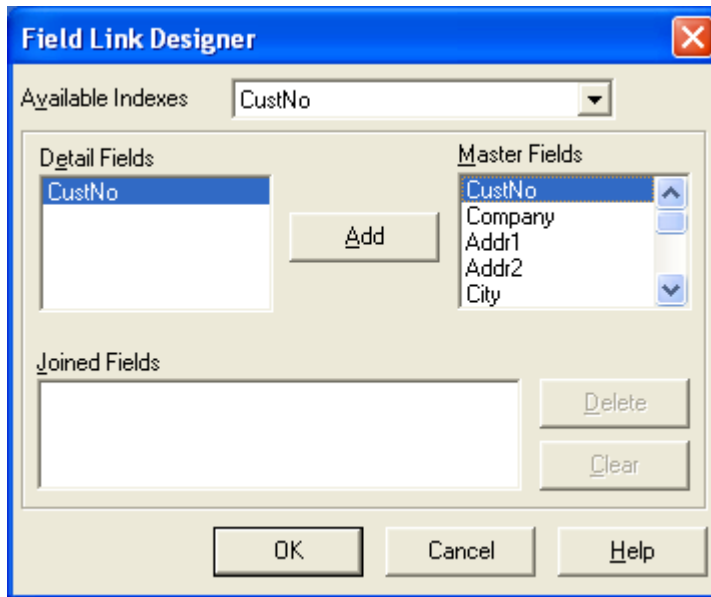 Field Link Designer
Available Indexes
CustNo
Detail Fields
CustNo
Add
Master Fields
CustNo
Company
Addr1
Addr2
City
Joined Fields
Delete
Clear
OK
Cancel
Help